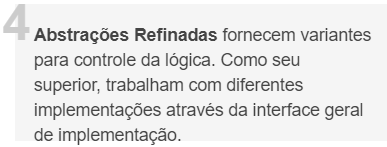 4
Abstrações Refinadas fornecem variantes
para controle da lógica. Como seu
superior, trabalham com diferentes
implementações através da interface geral
de implementação.